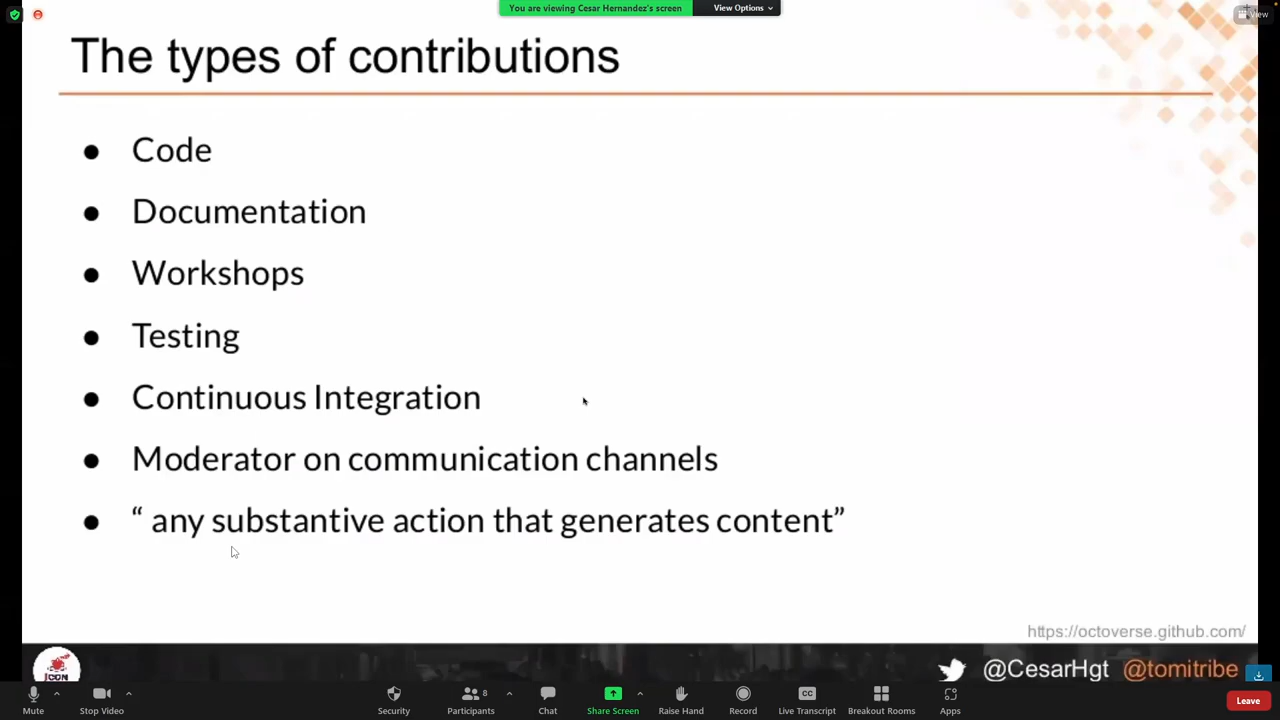 You are viewing Cesar Hernandez's screen
View Options
View
The types of contributions
● Code
● Documentation
● Workshops
● Testing
● Continuous Integration
● Moderator on communication channels
● “ any substantive action that generates content”
https://octoverse.github.com/
JCON
@CesarHgt @tomitribe
Mute
Stop Video
Security
Participants 8
Chat
Share Screen
Raise Hand
Record
CC
Live Transcript
Breakout Rooms
Apps
Leave